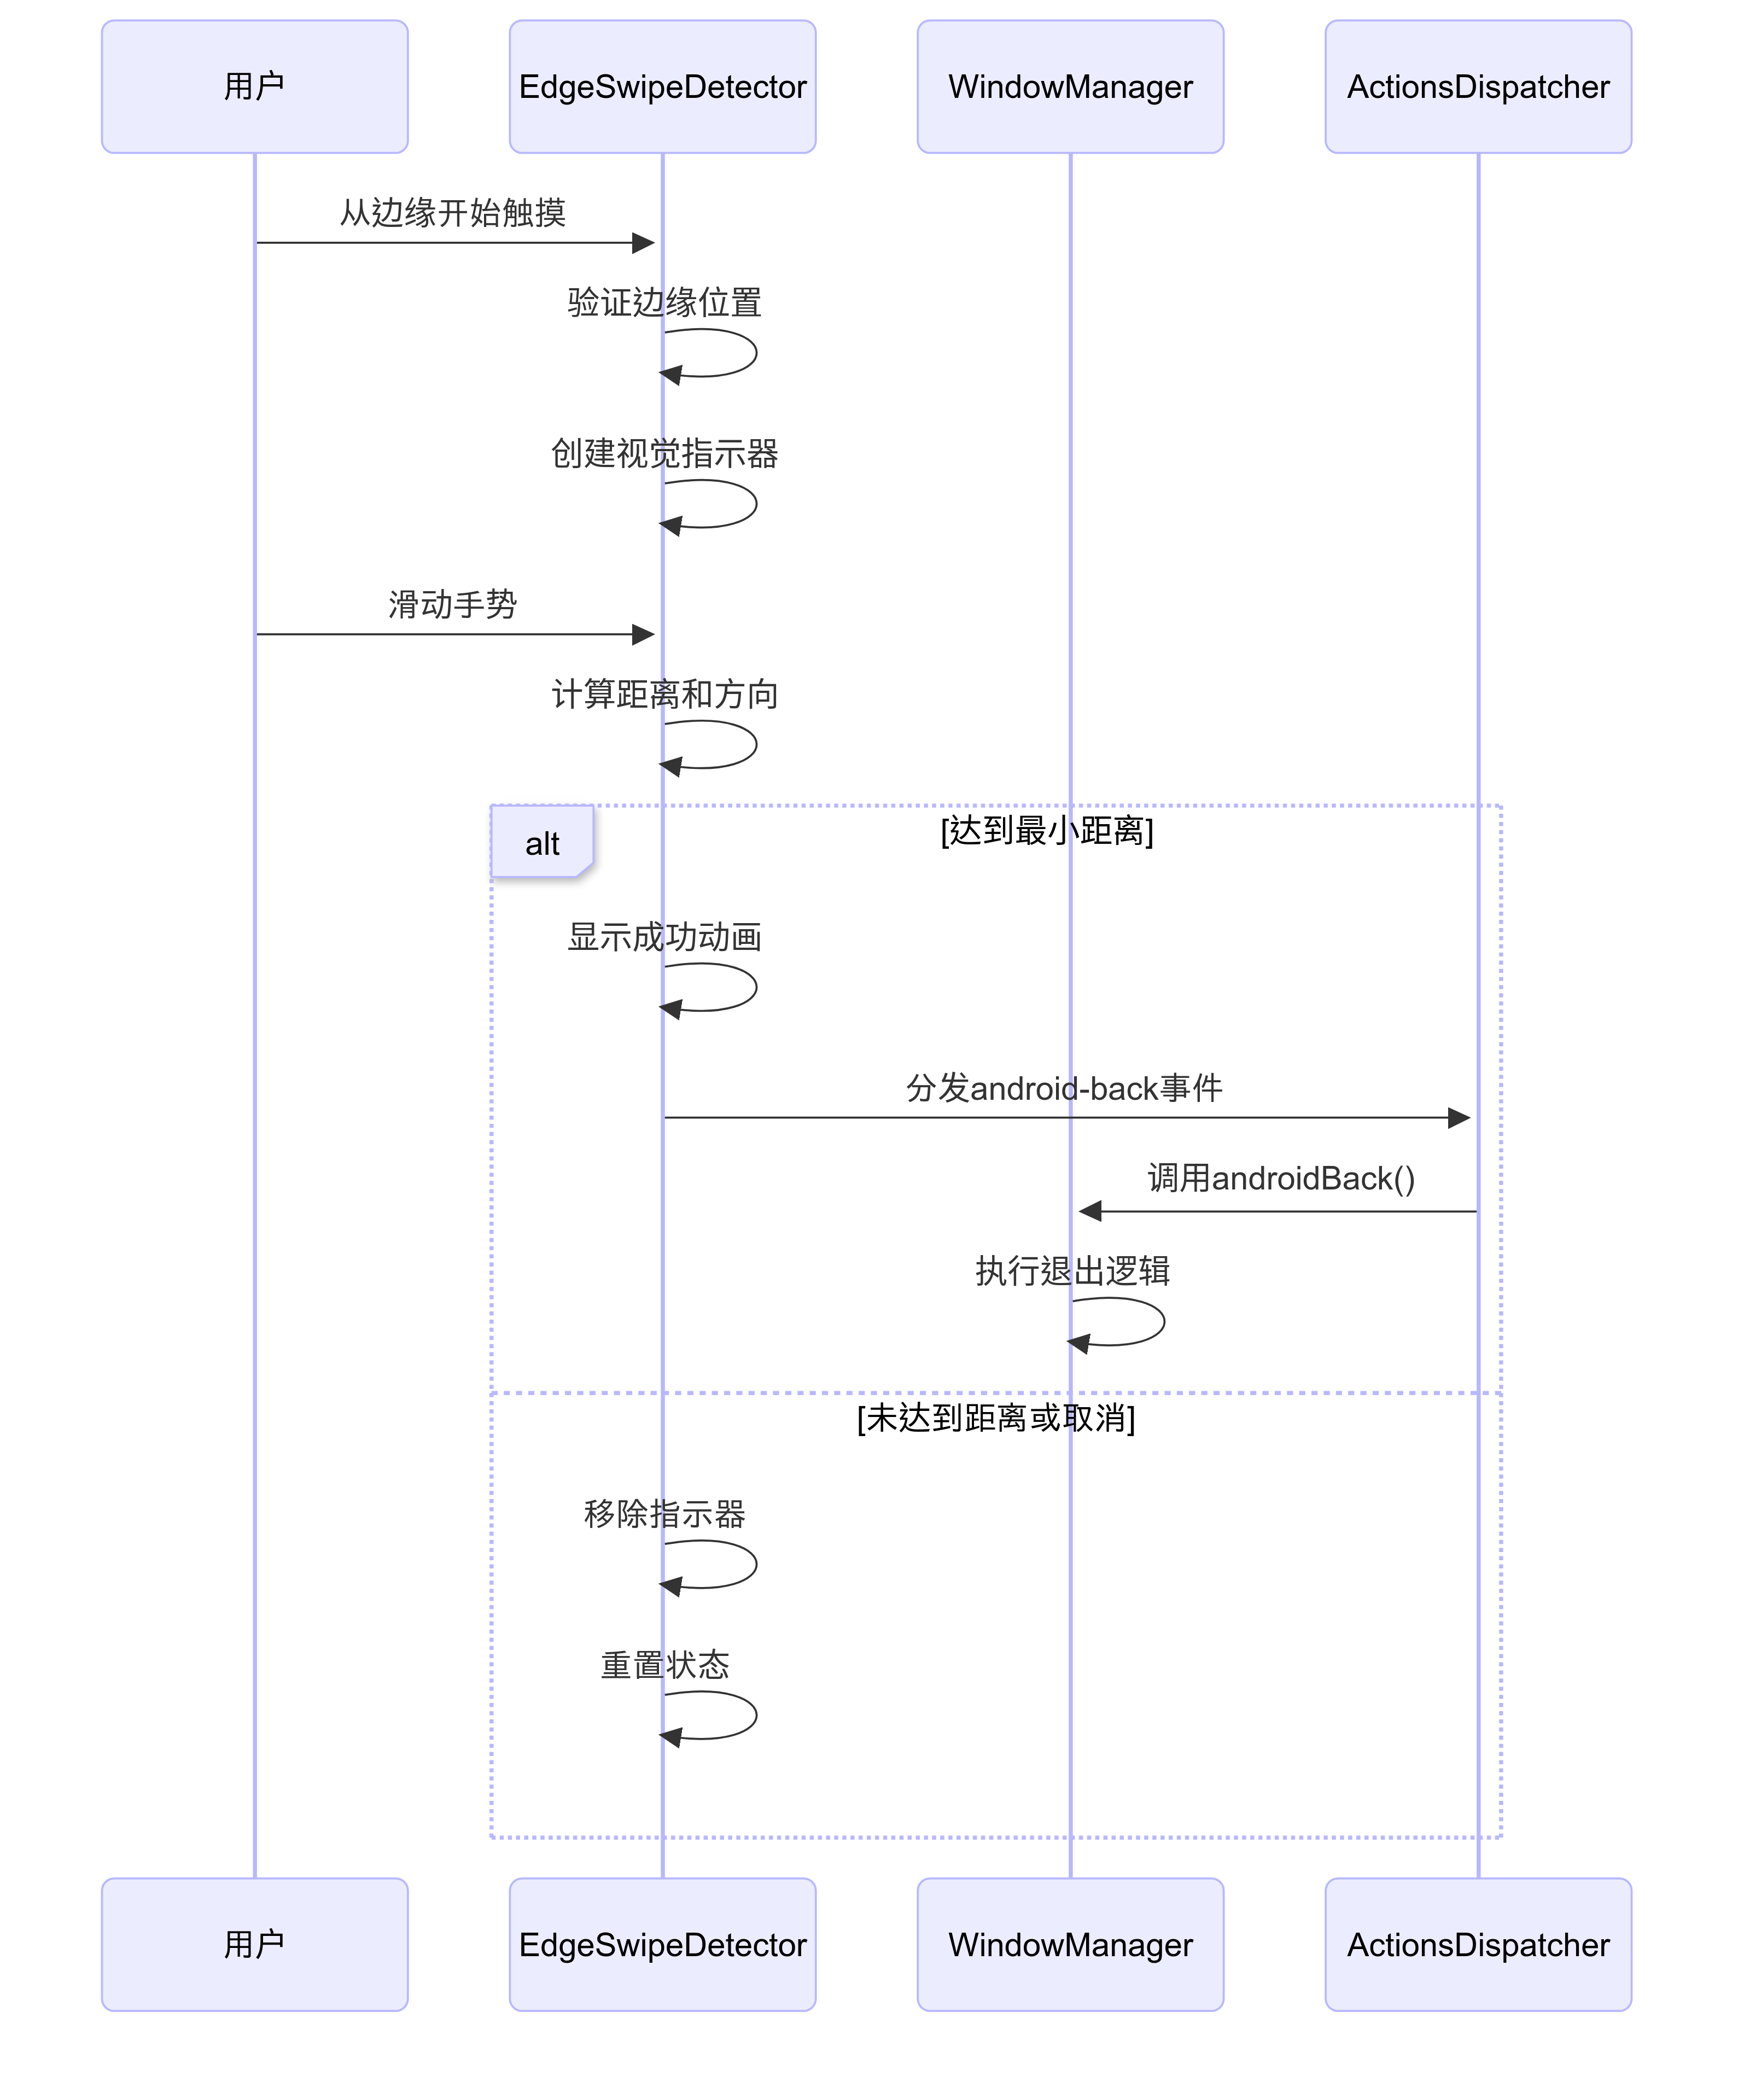 用户
EdgeSwipeDetector
WindowManager
ActionsDispatcher
从边缘开始触摸
验证边缘位置
创建视觉指示器
滑动手势
计算距离和方向
alt
[达到最小距离]
显示成功动画
分发android-back事件
调用androidBack()
执行退出逻辑
[未达到距离或取消]
移除指示器
重置状态
用户
EdgeSwipeDetector
WindowManager
ActionsDispatcher